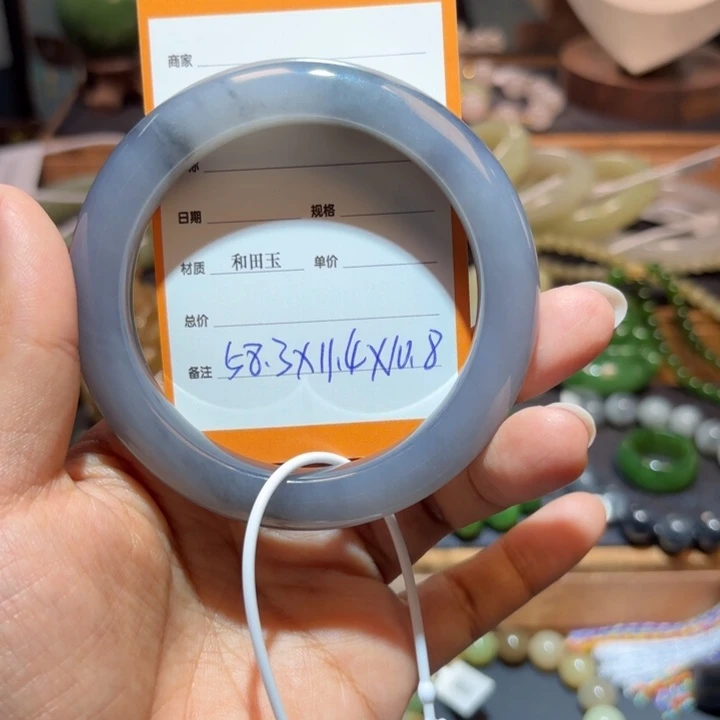 商家
日期 规格
材质 和田玉 单价
总价
备注 58.3X11.4X10.8